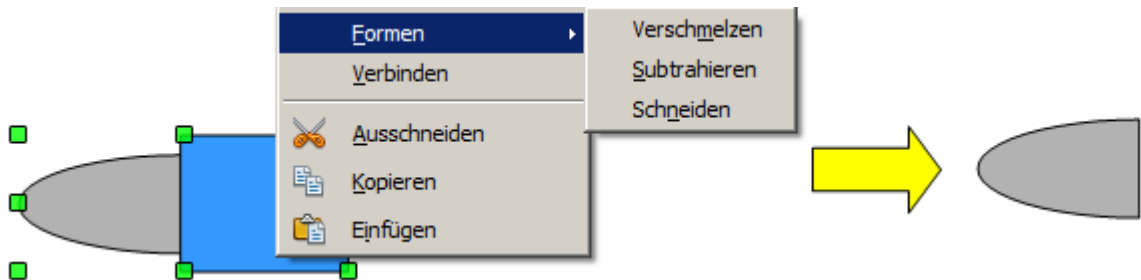 Formen
Verbinden
Ausschneiden
Kopieren
Einfügen
Verschmelzen
Subtrahieren
Schneiden